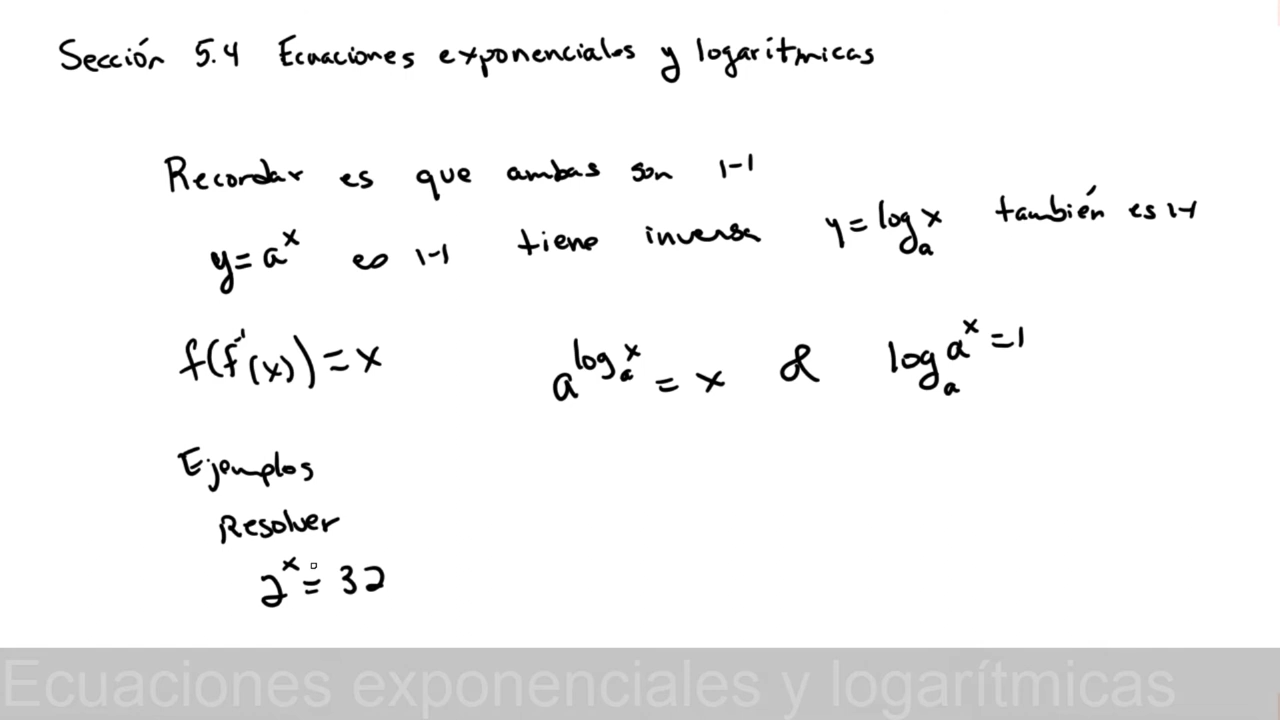 Sección 5.4 Ecuaciones exponenciales y logarítmicas
Recordar es que ambas son 1-1
y = a^x es 1-1 tiene inversa y = log_a x también es 1-1
f(f^-1(x)) = x a^(log_a x) = x & log_a a^x = 1
Ejemplos
Resolver
2^x = 32
Ecuaciones exponenciales y logarítmicas